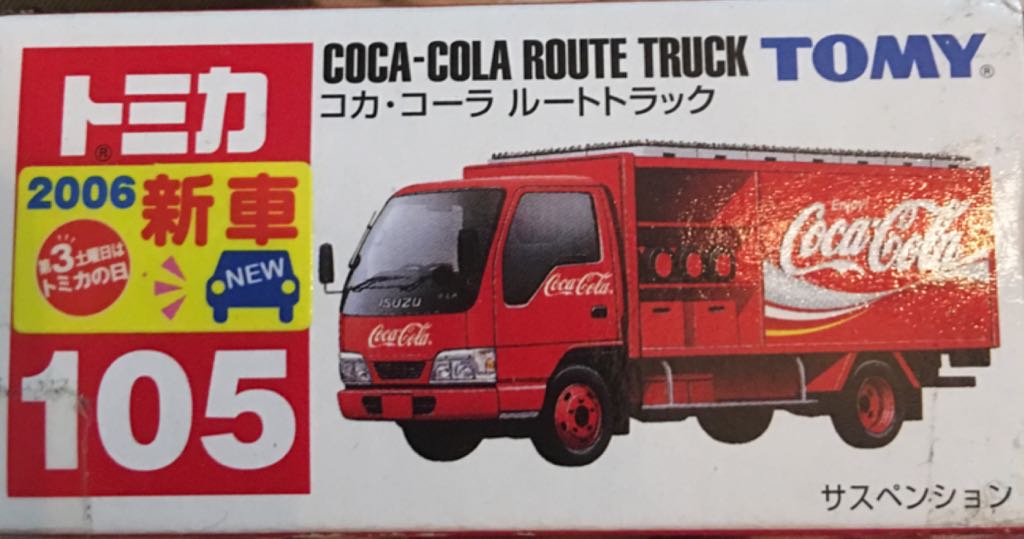 COCA-COLA ROUTE TRUCK TOMY®
コカ・コーラ ルートトラック
トミカ®
2006 新車
第3土曜日は
トミカの日
NEW
105
ISUZU
Coca-Cola.
Coca-Cola.
Enjoy!
Coca-Cola
サスペンション